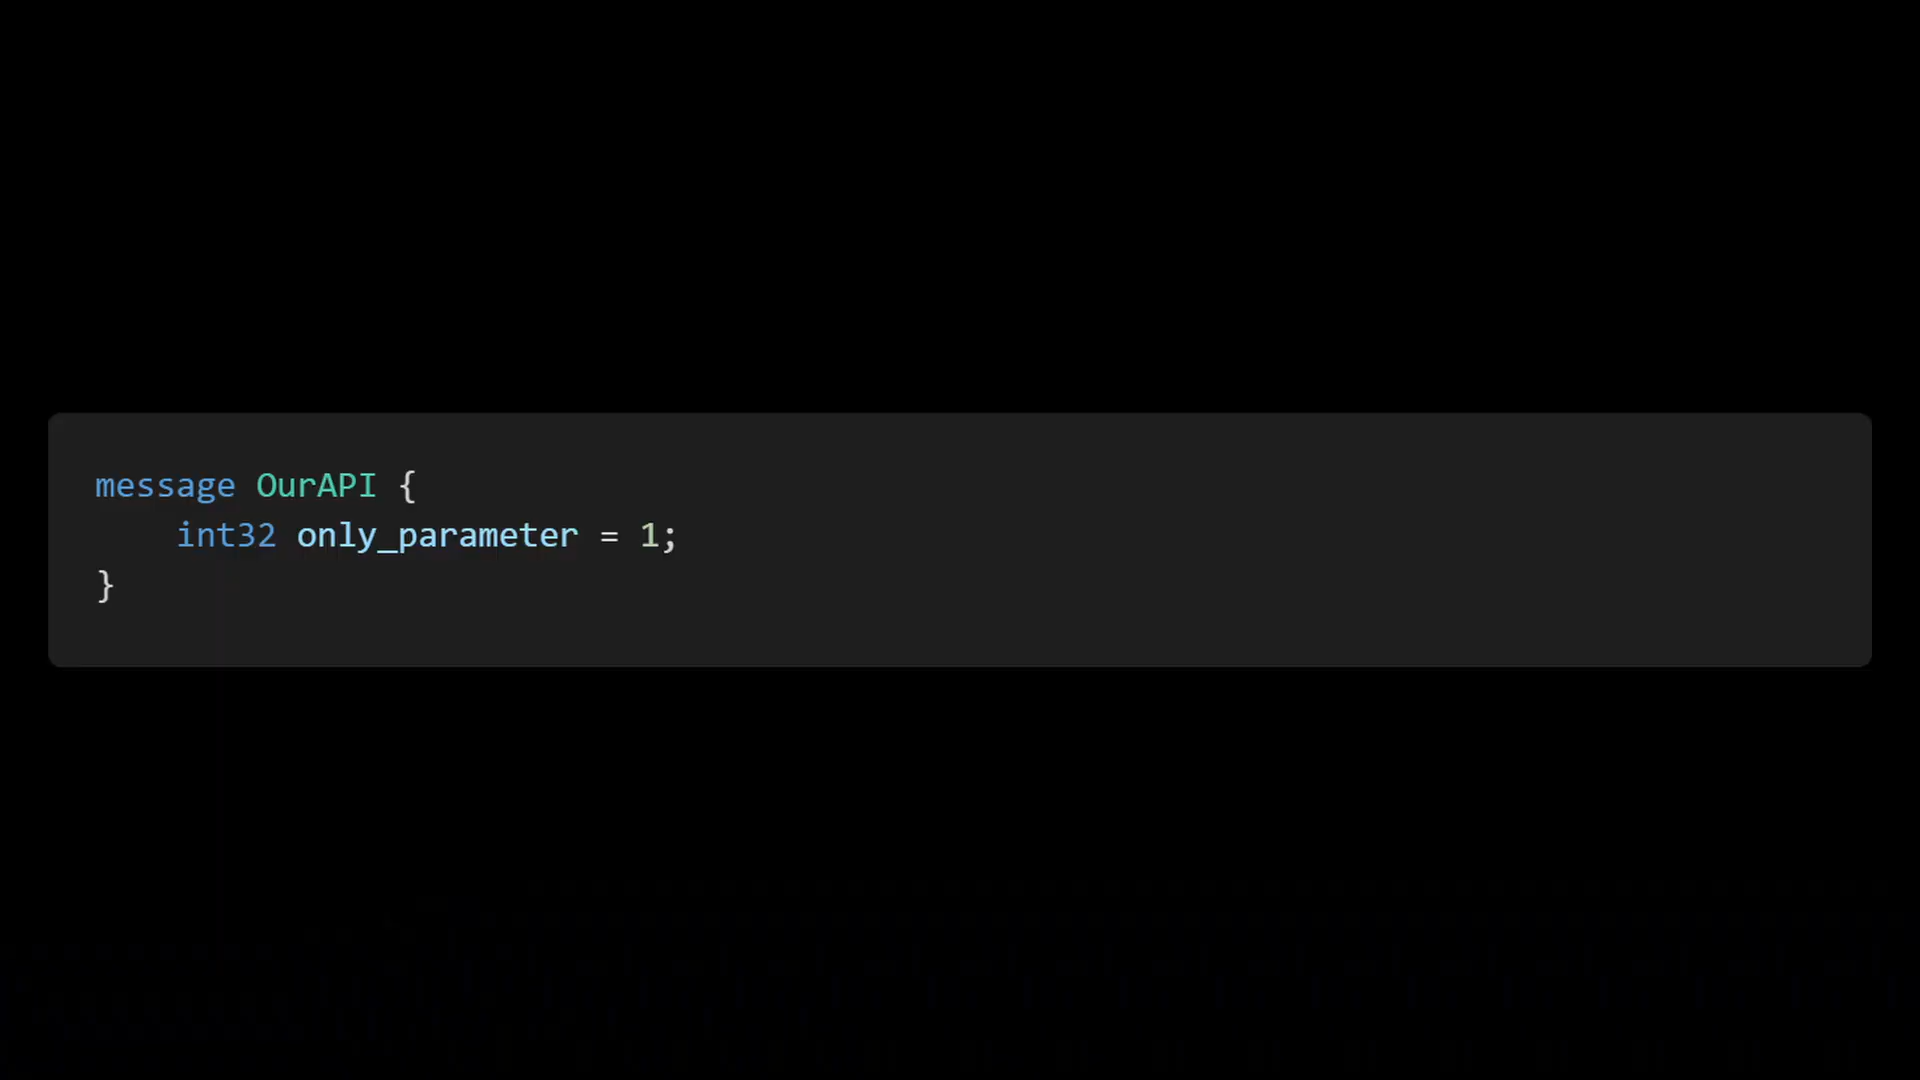 message OurAPI {
    int32 only_parameter = 1;
}